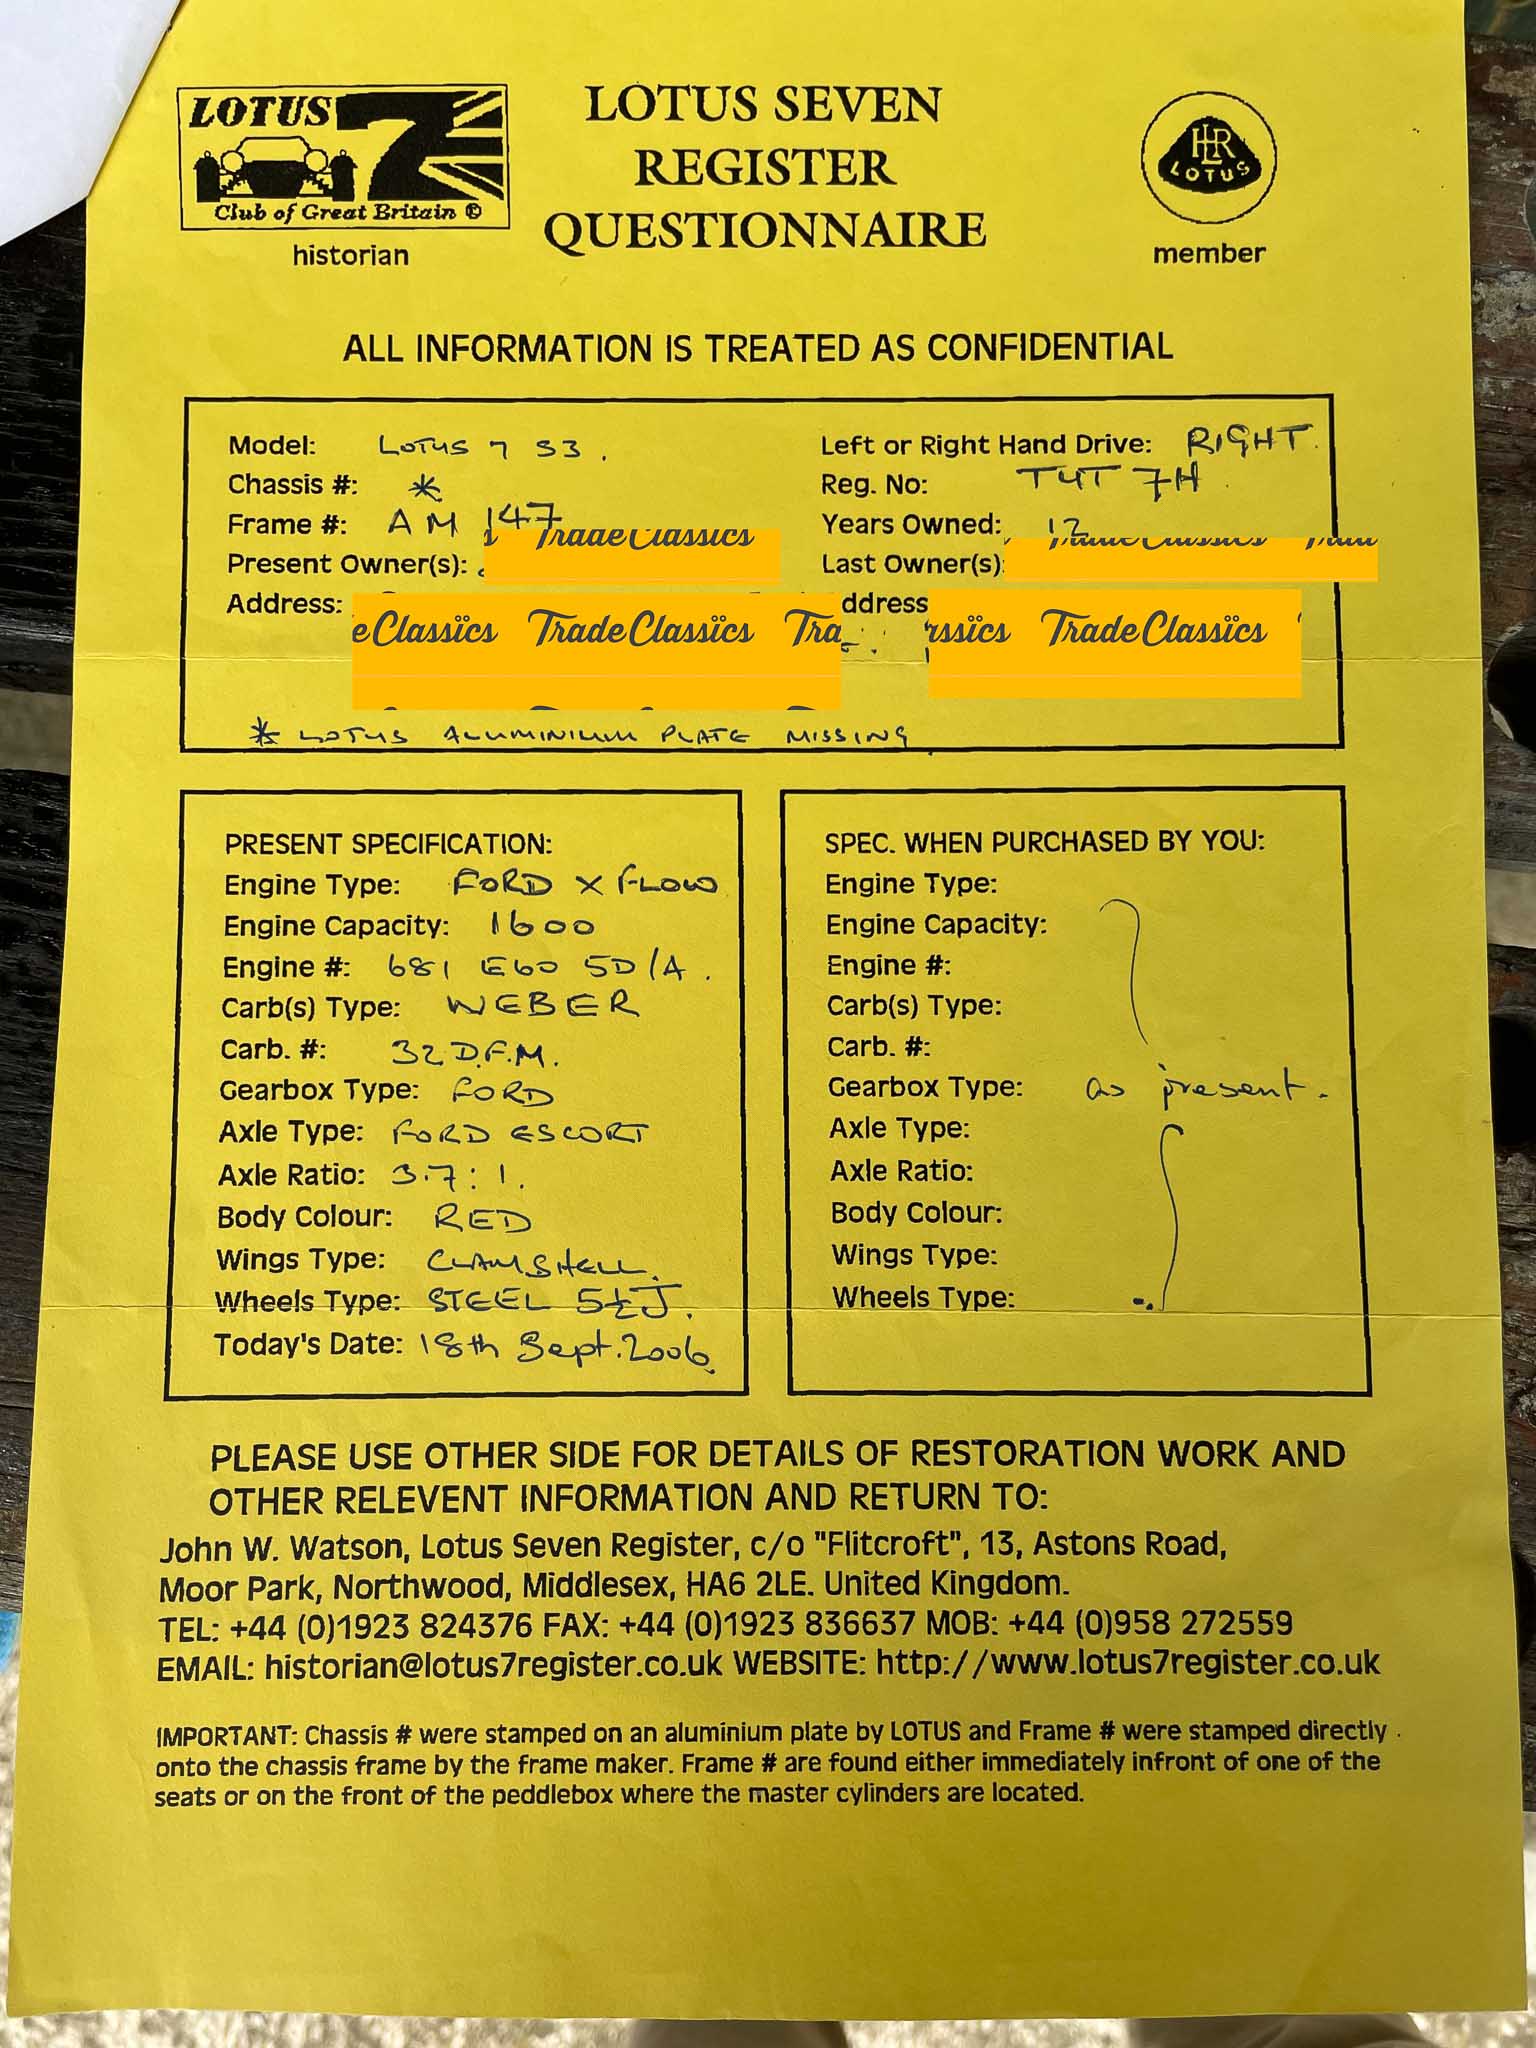 LOTUS 7
Club of Great Britain ®
historian
LOTUS SEVEN
REGISTER
QUESTIONNAIRE
HLR
LOTUS
member
ALL INFORMATION IS TREATED AS CONFIDENTIAL
Model: LOTUS 7 S3. Left or Right Hand Drive: RIGHT.
Chassis #: * Reg. No: TUT 7H.
Frame #: AM 147 Years Owned: 12
Present Owner(s): TradeClassics Last Owner(s): TradeClassics
Address: eClassics TradeClassics Tra ddress assics TradeClassics
* LOTUS ALUMINIUM PLATE MISSING.
PRESENT SPECIFICATION:
Engine Type: FORD X FLOW
Engine Capacity: 1600
Engine #: 681 E60 5D/A.
Carb(s) Type: WEBER
Carb. #: 32 D.F.M.
Gearbox Type: FORD
Axle Type: FORD ESCORT
Axle Ratio: 3.7:1.
Body Colour: RED
Wings Type: CLAMSHELL.
Wheels Type: STEEL 5½J.
Today's Date: 18th Sept. 2006.
SPEC. WHEN PURCHASED BY YOU:
Engine Type:
Engine Capacity:
Engine #:
Carb(s) Type:
Carb. #:
Gearbox Type: as present.
Axle Type:
Axle Ratio:
Body Colour:
Wings Type:
Wheels Type:
PLEASE USE OTHER SIDE FOR DETAILS OF RESTORATION WORK AND
OTHER RELEVENT INFORMATION AND RETURN TO:
John W. Watson, Lotus Seven Register, c/o "Flitcroft", 13, Astons Road,
Moor Park, Northwood, Middlesex, HA6 2LE. United Kingdom.
TEL: +44 (0)1923 824376 FAX: +44 (0)1923 836637 MOB: +44 (0)958 272559
EMAIL: historian@lotus7register.co.uk WEBSITE: http://www.lotus7register.co.uk
IMPORTANT: Chassis # were stamped on an aluminium plate by LOTUS and Frame # were stamped directly
onto the chassis frame by the frame maker. Frame # are found either immediately infront of one of the
seats or on the front of the peddlebox where the master cylinders are located.